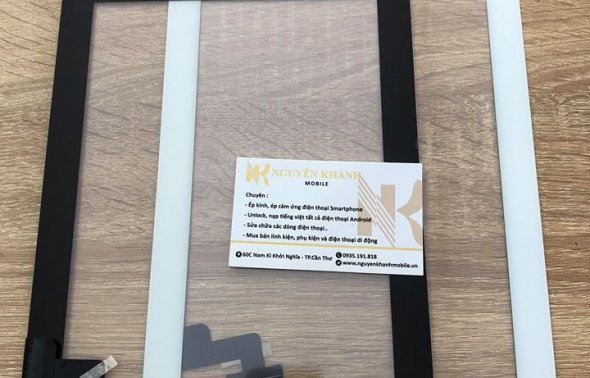 NK NGUYÊN KHÁNH
MOBILE
Chuyên :
- Ép kính, ép cảm ứng điện thoại Smartphone
- Unlock, nạp tiếng việt tất cả điện thoại Android
- Sửa chữa các dòng điện thoại..
- Mua bán linh kiện, phụ kiện và điện thoại di động
60C Nam Kì Khởi Nghĩa - TP.Cần Thơ
0935.191.818
www.nguyenkhanhmobile.vn
NK